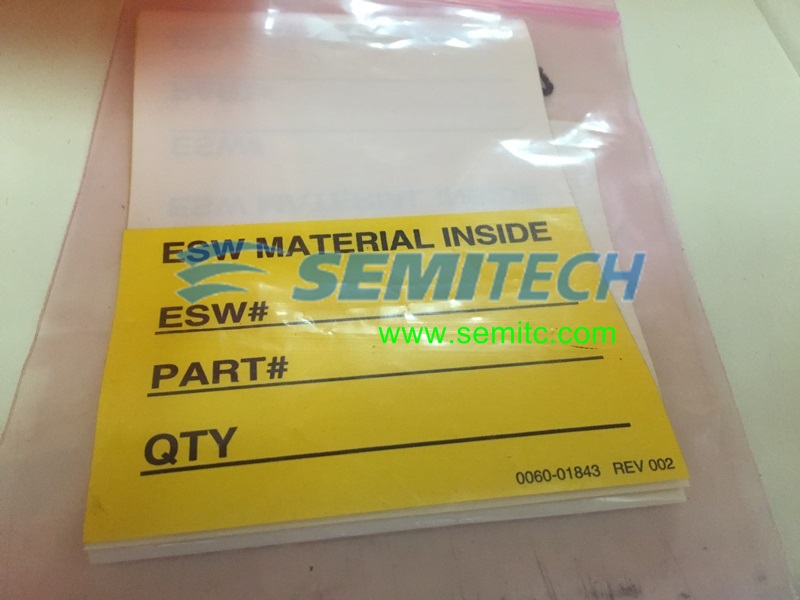 ESW MATERIAL INSIDE
SEMITECH
ESW#
www.semitc.com
PART#
QTY
0060-01843 REV 002